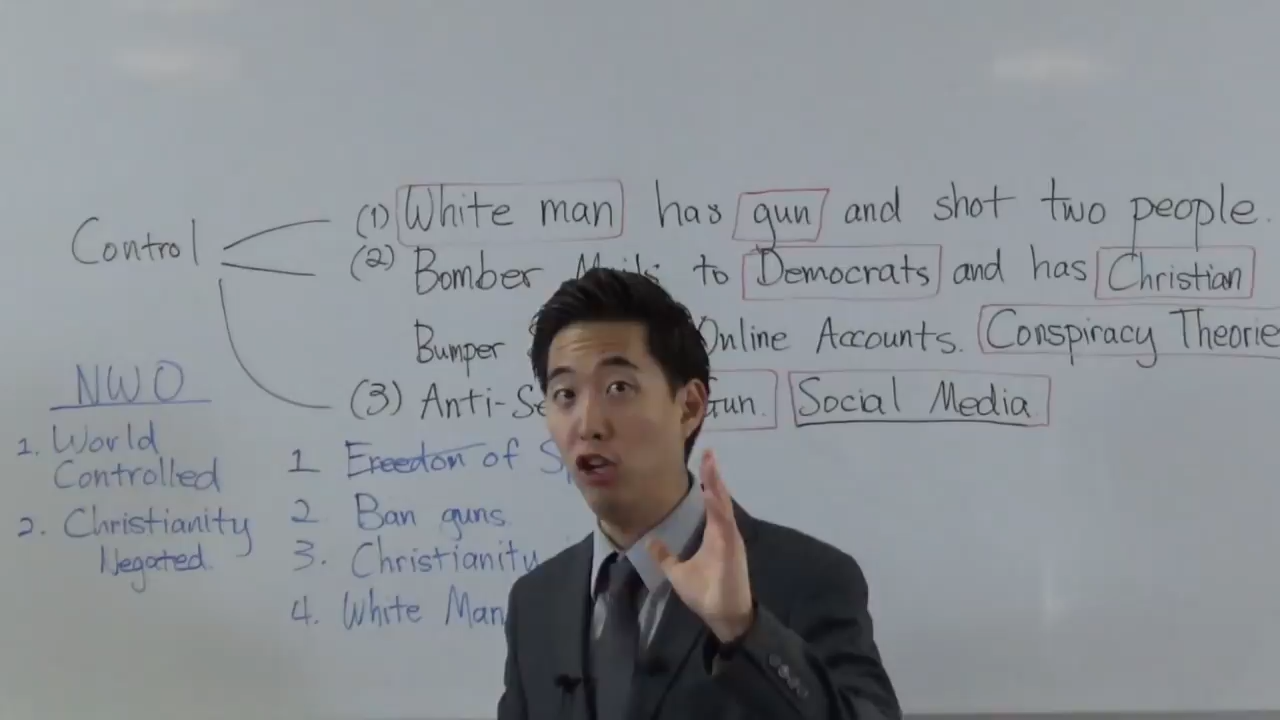 Control
(1) White man has gun and shot two people.
(2) Bomber to Democrats and has Christian
Bumper Online Accounts. Conspiracy Theorie
(3) Anti-Se Gun. Social Media.
NWO
1. World
Controlled
2. Christianity
Negated.
1 Freedom of Sp
2 Ban guns.
3. Christianity
4. White Man